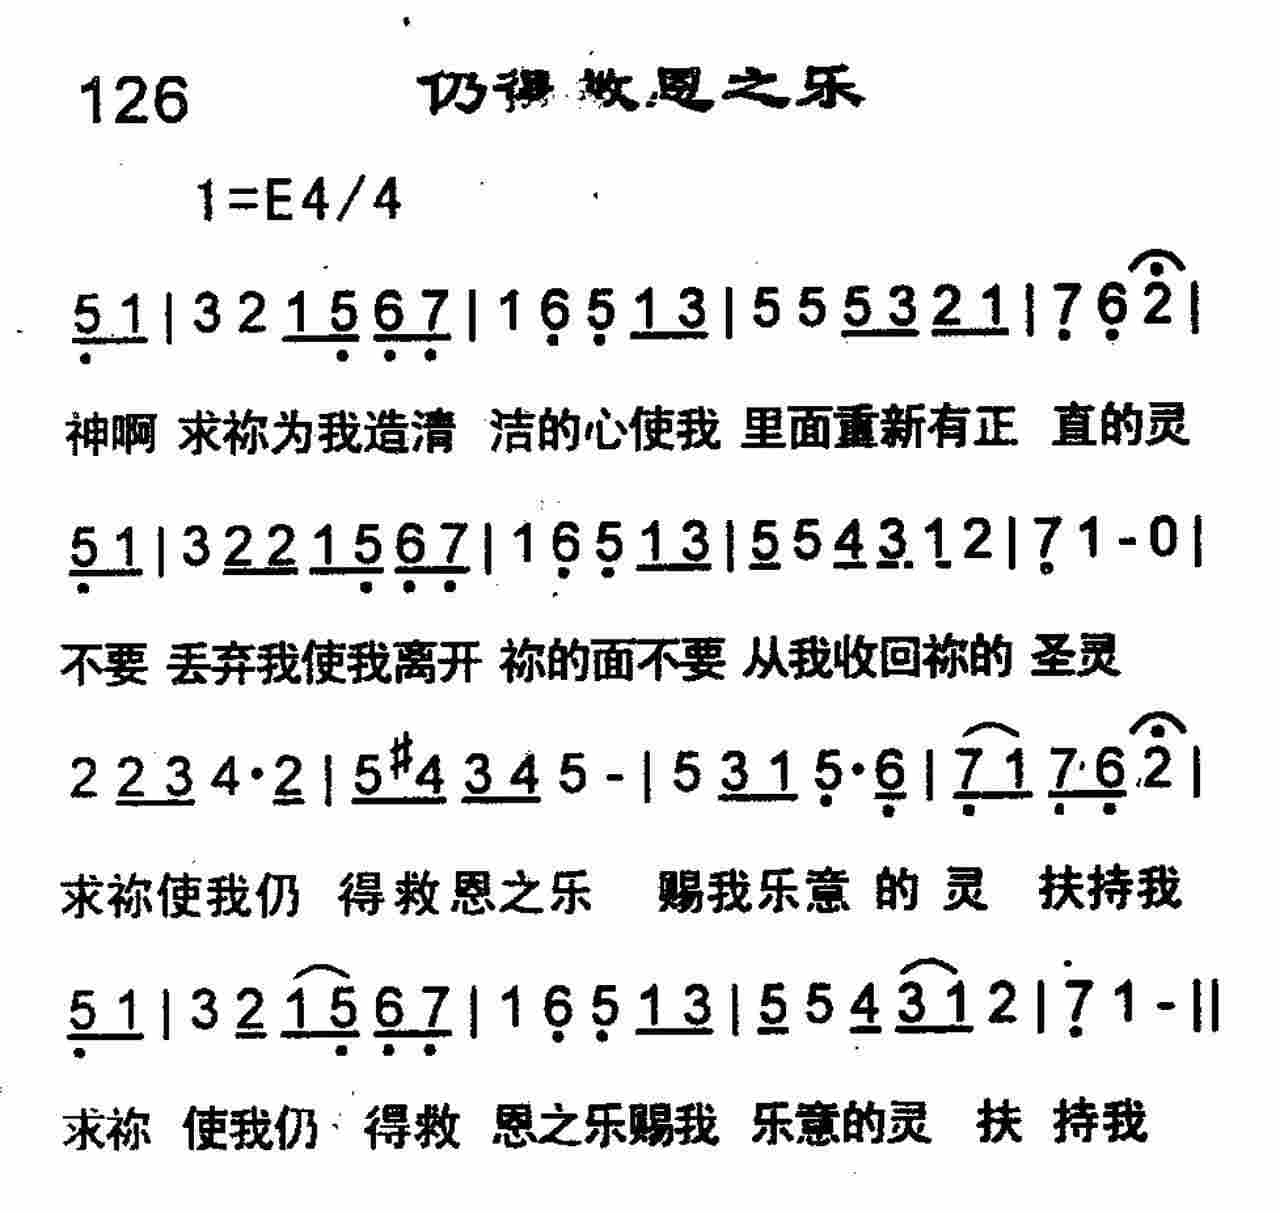 126 仍得救恩之乐
1=E4/4
5 1 | 3 2 1 5 6 7 | 1 6 5 1 3 | 5 5 5 3 2 1 | 7 6 2 |
神啊 求祢为我造清 洁的心使我 里面重新有正 直的灵
5 1 | 3 2 2 1 5 6 7 | 1 6 5 1 3 | 5 5 4 3 1 2 | 7 1 - 0 |
不要 丢弃我使我离开 祢的面不要 从我收回祢的 圣灵
2 2 3 4 · 2 | 5 #4 3 4 5 - | 5 3 1 5 · 6 | 7 1 7 · 6 2 |
求祢使我仍 得救恩之乐 赐我乐意 的 灵 扶持我
5 1 | 3 2 1 5 6 7 | 1 6 5 1 3 | 5 5 4 3 1 2 | 7 1 - ||
求祢 使我仍 得救 恩之乐赐我 乐意的灵 扶 持我